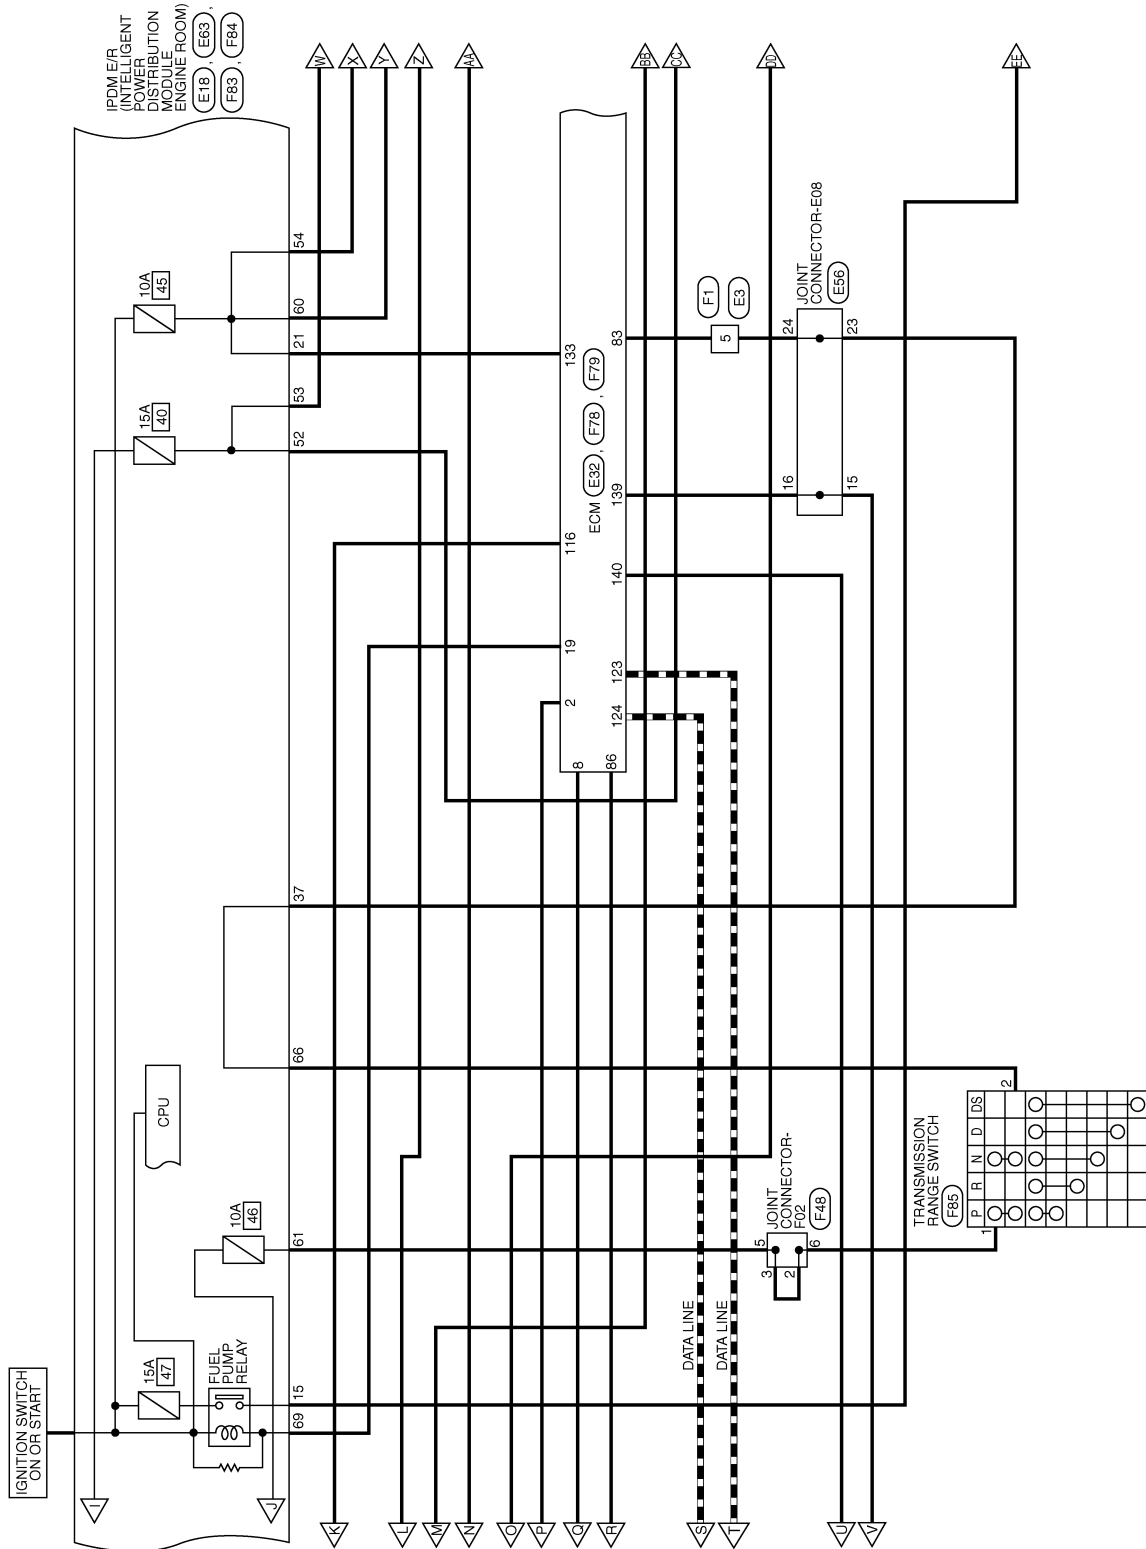 IPDM E/R
(INTELLIGENT
POWER
DISTRIBUTION
MODULE
ENGINE ROOM)
E18 , E63 ,
F83 , F84
W
X
Y
Z
AA
BB
CC
DD
EE
54
10A
45
60
21
53
15A
40
52
133
83
5
F1
E3
24
JOINT
CONNECTOR-E08
E56
23
ECM E32 , F78 , F79
139
16
15
116
140
19
123
2
124
8
86
37
66
CPU
10A
46
61
5
3
2
6
JOINT
CONNECTOR-
F02
F48
TRANSMISSION
RANGE SWITCH
F85
1
2
P
R
N
D
DS
DATA LINE
DATA LINE
IGNITION SWITCH
ON OR START
15A
47
FUEL
PUMP
RELAY
15
69
I
J
K
L
M
N
O
P
Q
R
S
T
U
V